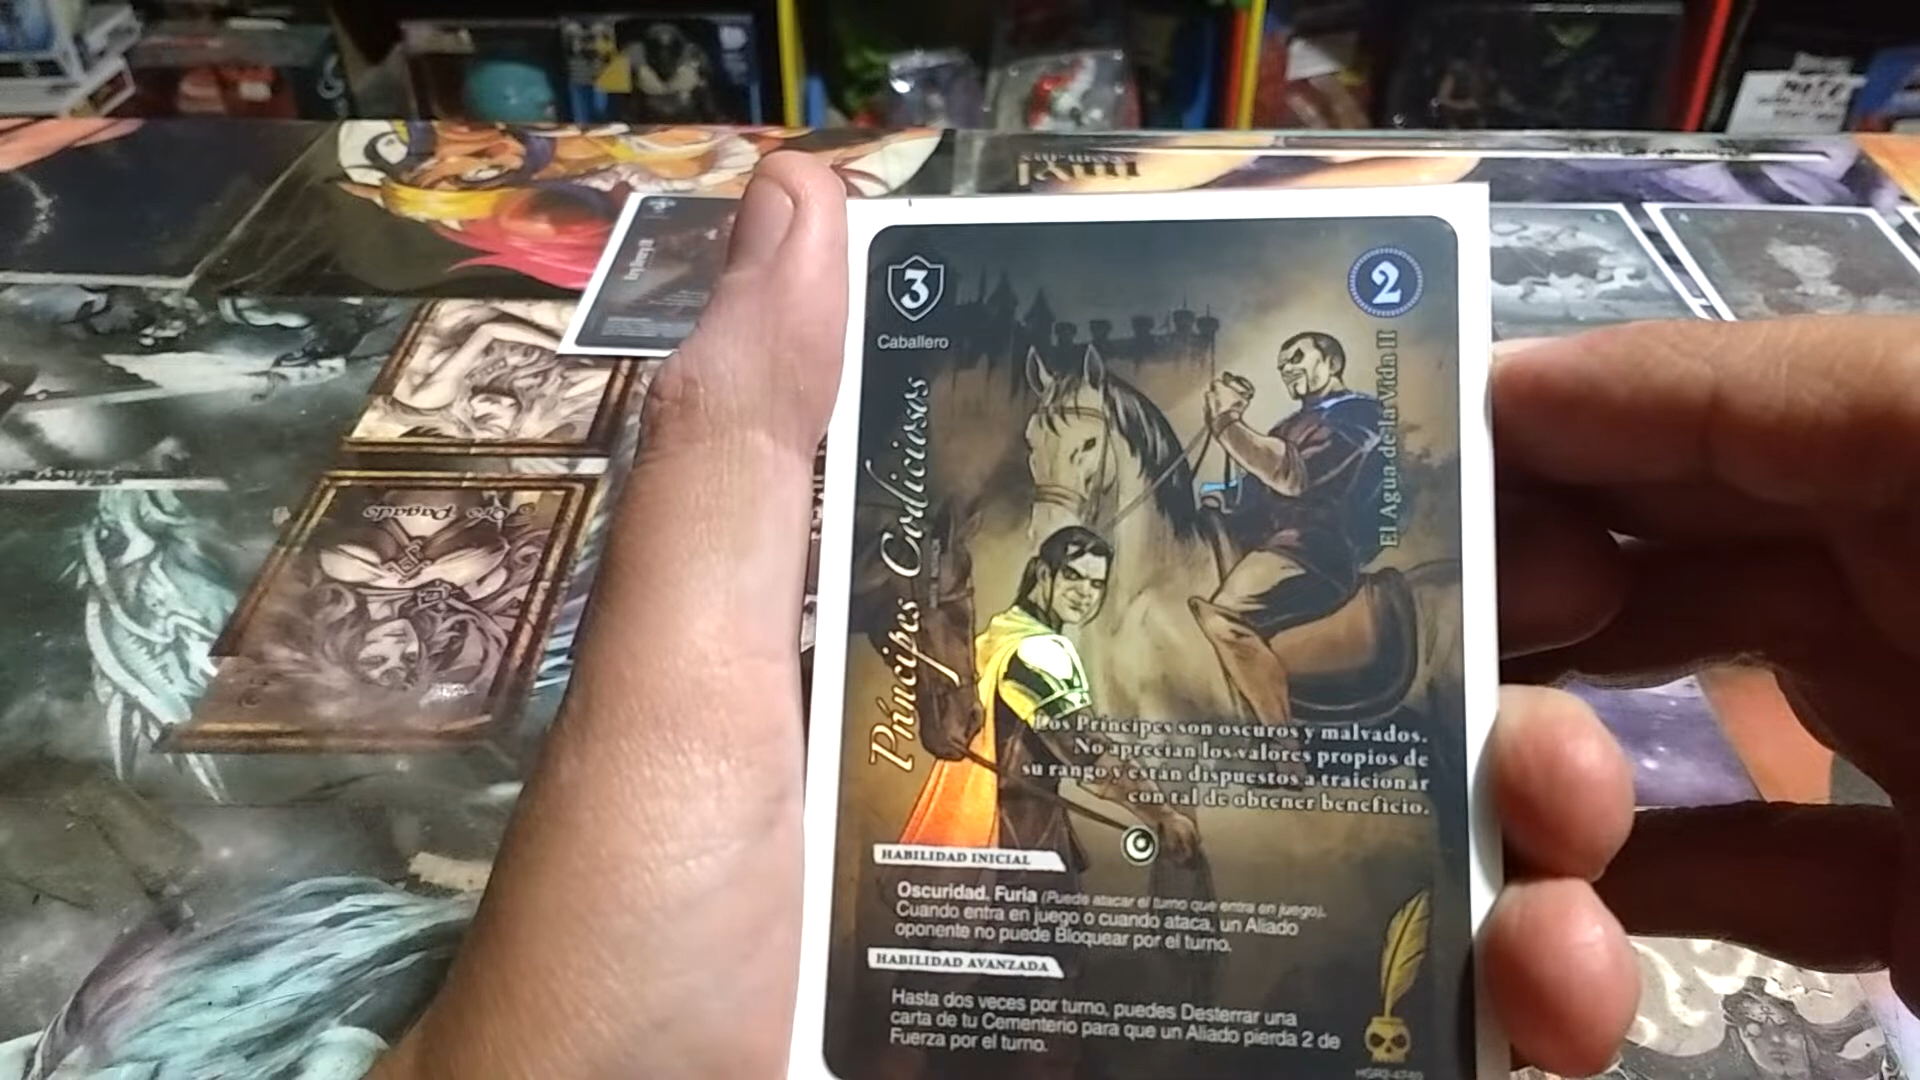 3
2
Caballero
Príncipes Codiciosos
El Agua de la Vida II
Los Príncipes son oscuros y malvados.
No aprecian los valores propios de
su rango y están dispuestos a traicionar
con tal de obtener beneficio.
HABILIDAD INICIAL
Oscuridad. Furia (Puede atacar el turno que entra en juego).
Cuando entra en juego o cuando ataca, un Aliado
oponente no puede Bloquear por el turno.
HABILIDAD AVANZADA
Hasta dos veces por turno, puedes Desterrar una
carta de tu Cementerio para que un Aliado pierda 2 de
Fuerza por el turno.
Oro Pagado